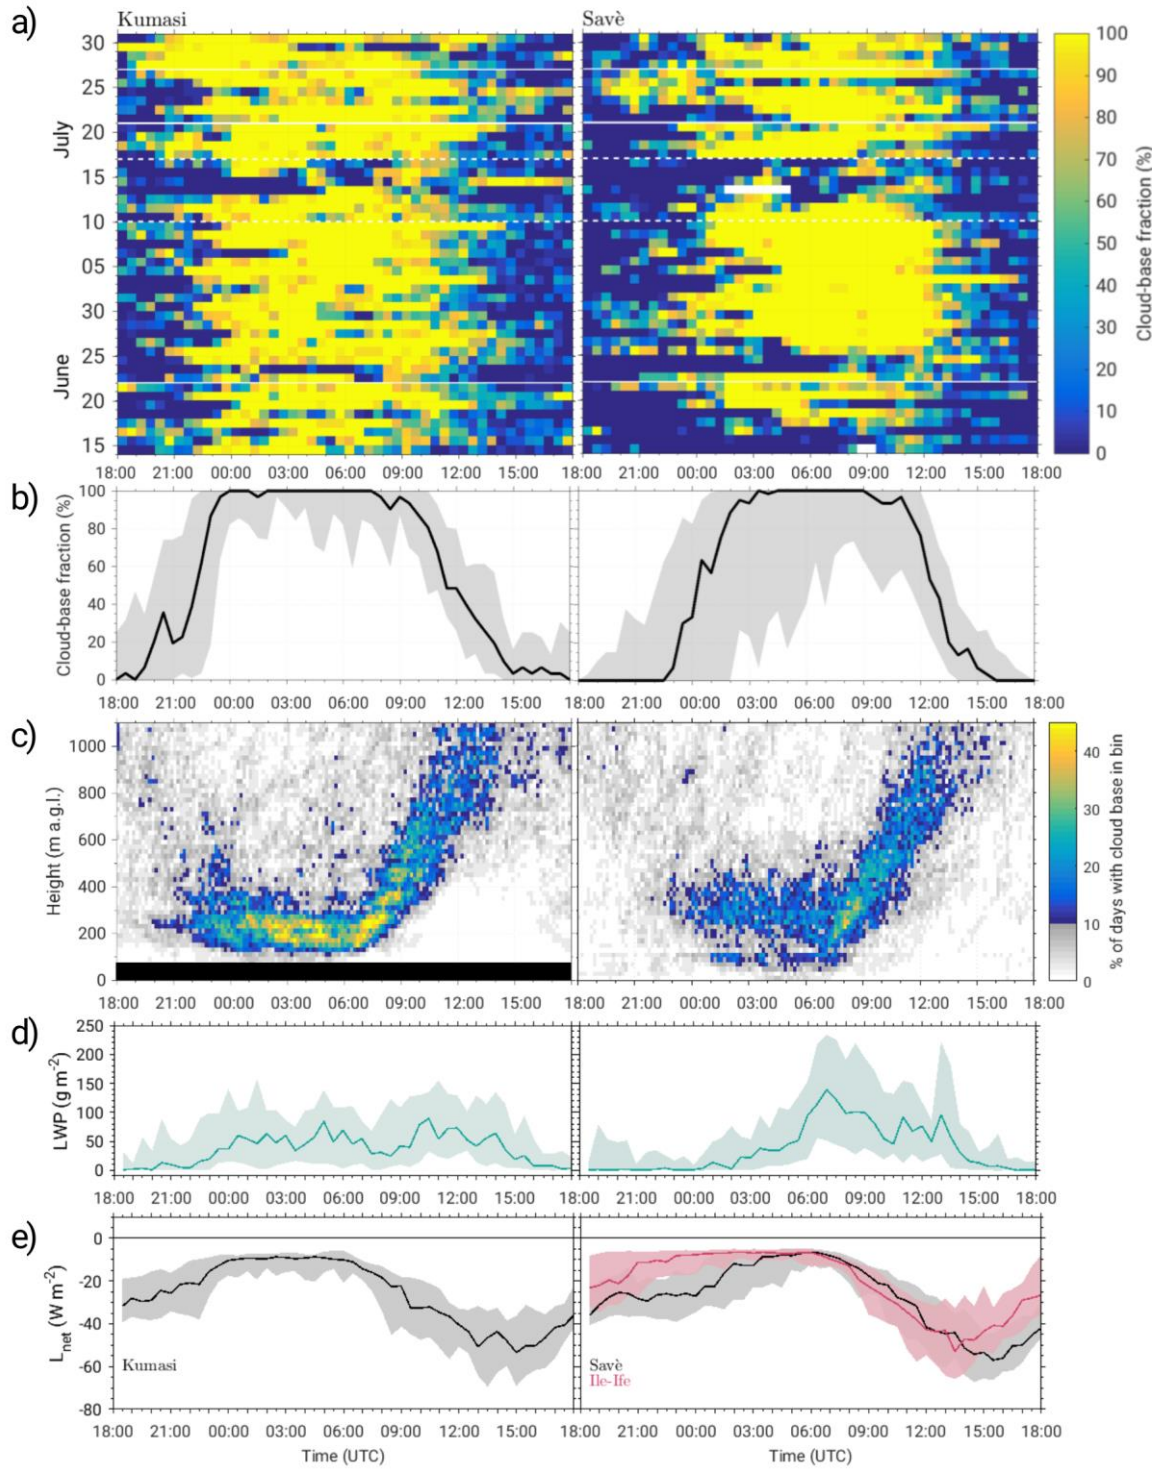 a)
Kumasi
Savè
30
25
20
15
10
05
30
25
20
15
July
June
18:00 21:00 00:00 03:00 06:00 09:00 12:00 15:00
18:00 21:00 00:00 03:00 06:00 09:00 12:00 15:00 18:00
100
90
80
70
60
50
40
30
20
10
0
Cloud-base fraction (%)
b)
Cloud-base fraction (%)
100
80
60
40
20
0
18:00 21:00 00:00 03:00 06:00 09:00 12:00 15:00
18:00 21:00 00:00 03:00 06:00 09:00 12:00 15:00 18:00
c)
Height (m a.g.l.)
1000
800
600
400
200
0
18:00 21:00 00:00 03:00 06:00 09:00 12:00 15:00
18:00 21:00 00:00 03:00 06:00 09:00 12:00 15:00 18:00
40
30
20
10
0
% of days with cloud base in bin
d)
LWP (g m-2)
250
200
150
100
50
0
18:00 21:00 00:00 03:00 06:00 09:00 12:00 15:00
18:00 21:00 00:00 03:00 06:00 09:00 12:00 15:00 18:00
e)
Lnet (W m-2)
0
-20
-40
-60
-80
Kumasi
Savè
Ile-Ife
18:00 21:00 00:00 03:00 06:00 09:00 12:00 15:00
18:00 21:00 00:00 03:00 06:00 09:00 12:00 15:00 18:00
Time (UTC)
Time (UTC)